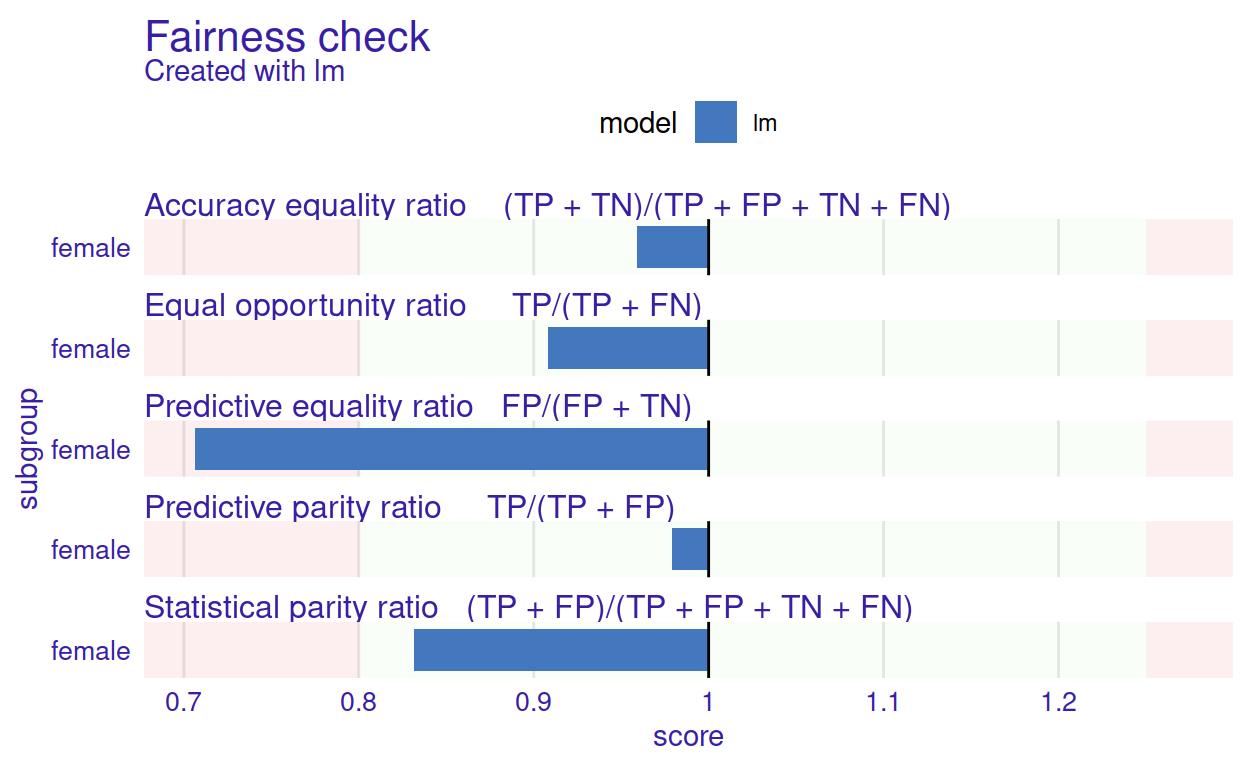 Fairness check
Created with lm
model lm
Accuracy equality ratio (TP + TN)/(TP + FP + TN + FN)
female
Equal opportunity ratio TP/(TP + FN)
female
Predictive equality ratio FP/(FP + TN)
female
Predictive parity ratio TP/(TP + FP)
female
Statistical parity ratio (TP + FP)/(TP + FP + TN + FN)
female
subgroup
0.7 0.8 0.9 1 1.1 1.2
score